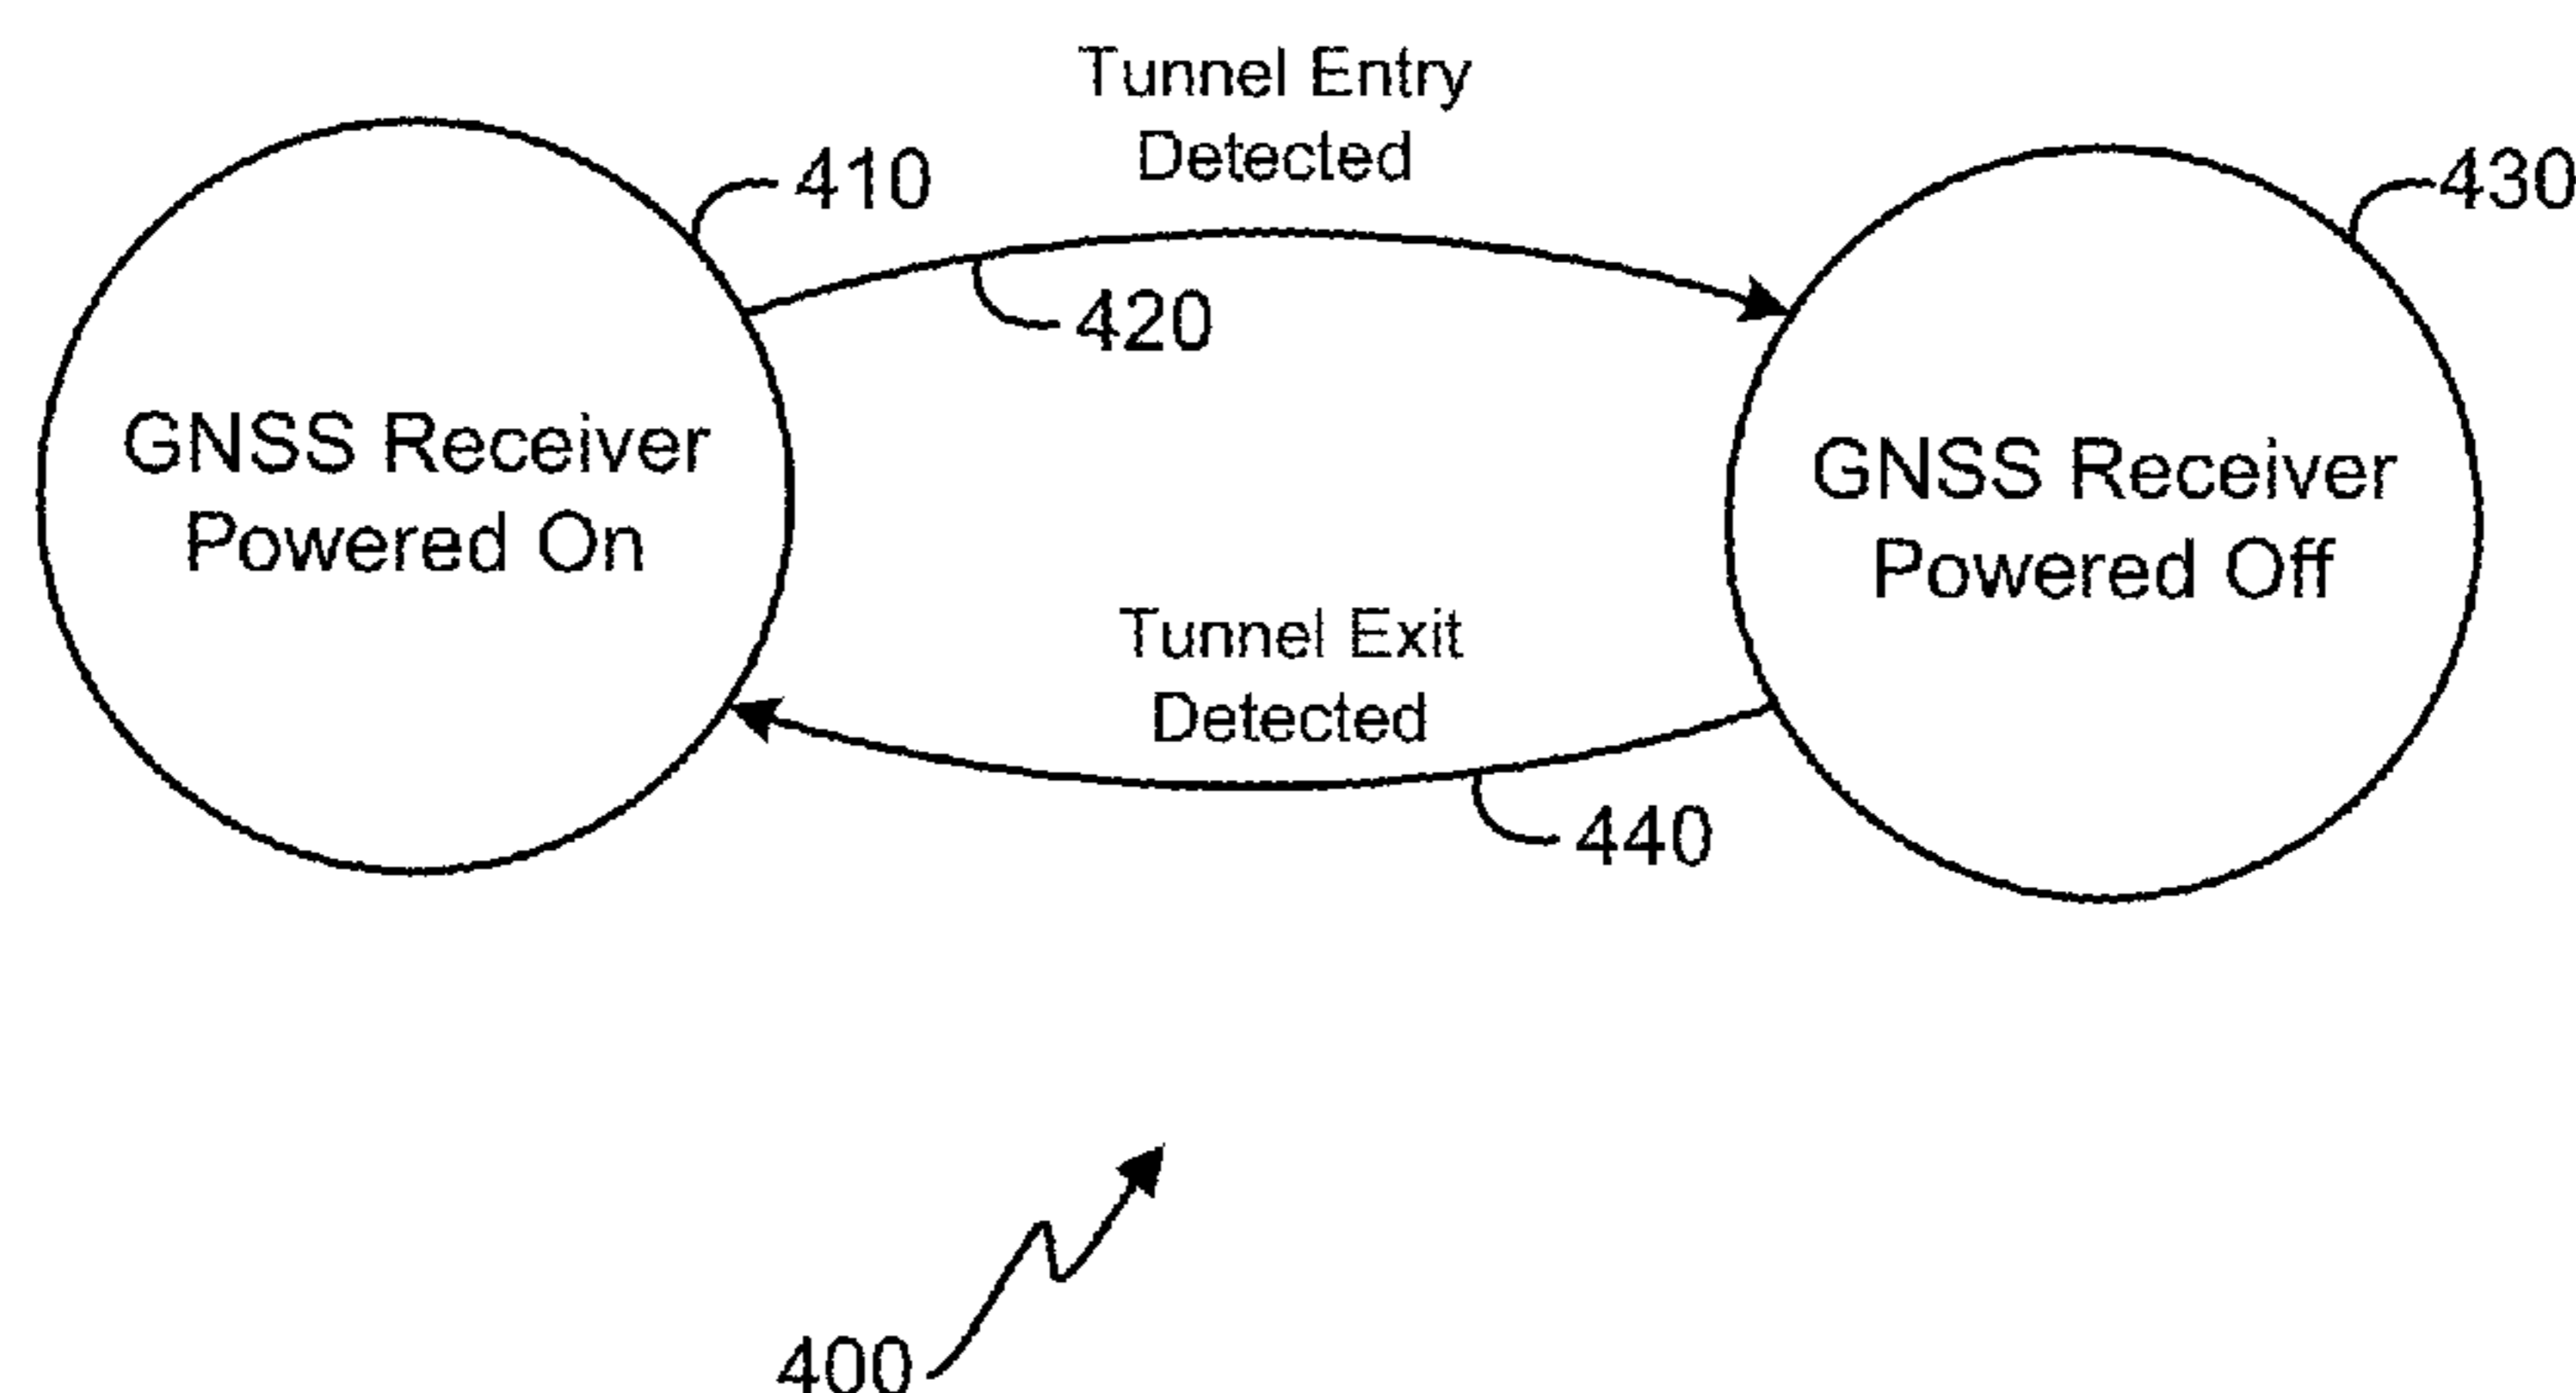 Tunnel Entry
Detected
410
430
420
GNSS Receiver
Powered On
GNSS Receiver
Powered Off
Tunnel Exit
Detected
440
400